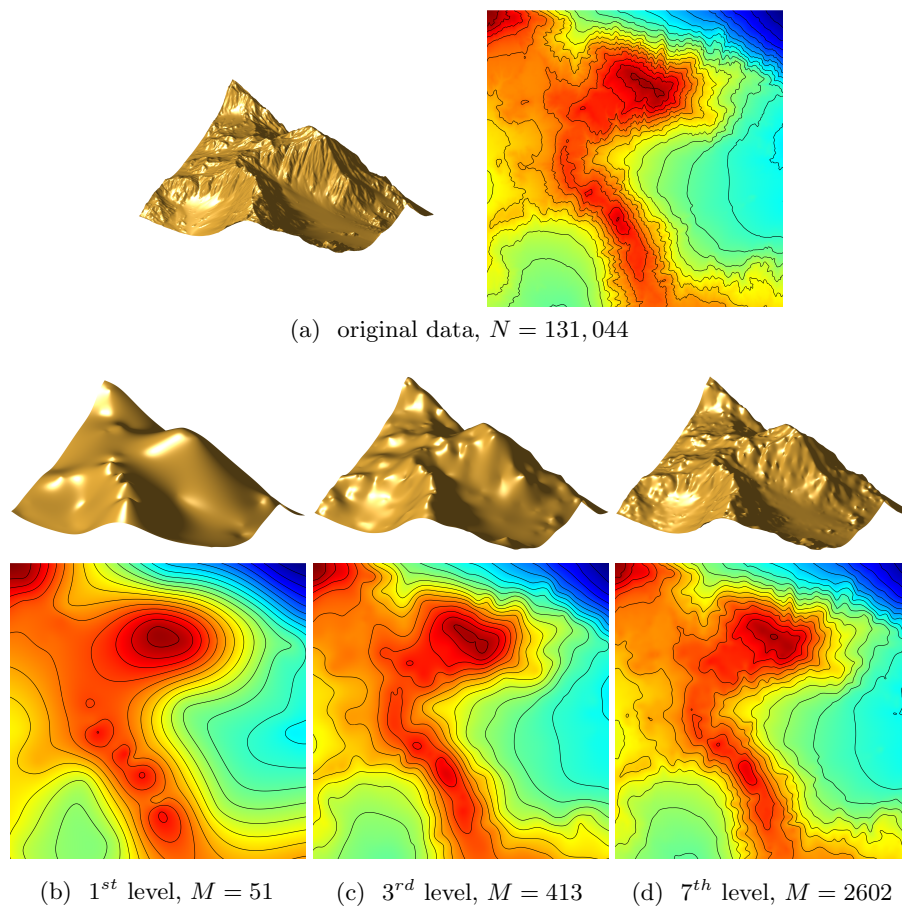 (a) original data, N = 131, 044
(b) 1st level, M = 51
(c) 3rd level, M = 413
(d) 7th level, M = 2602